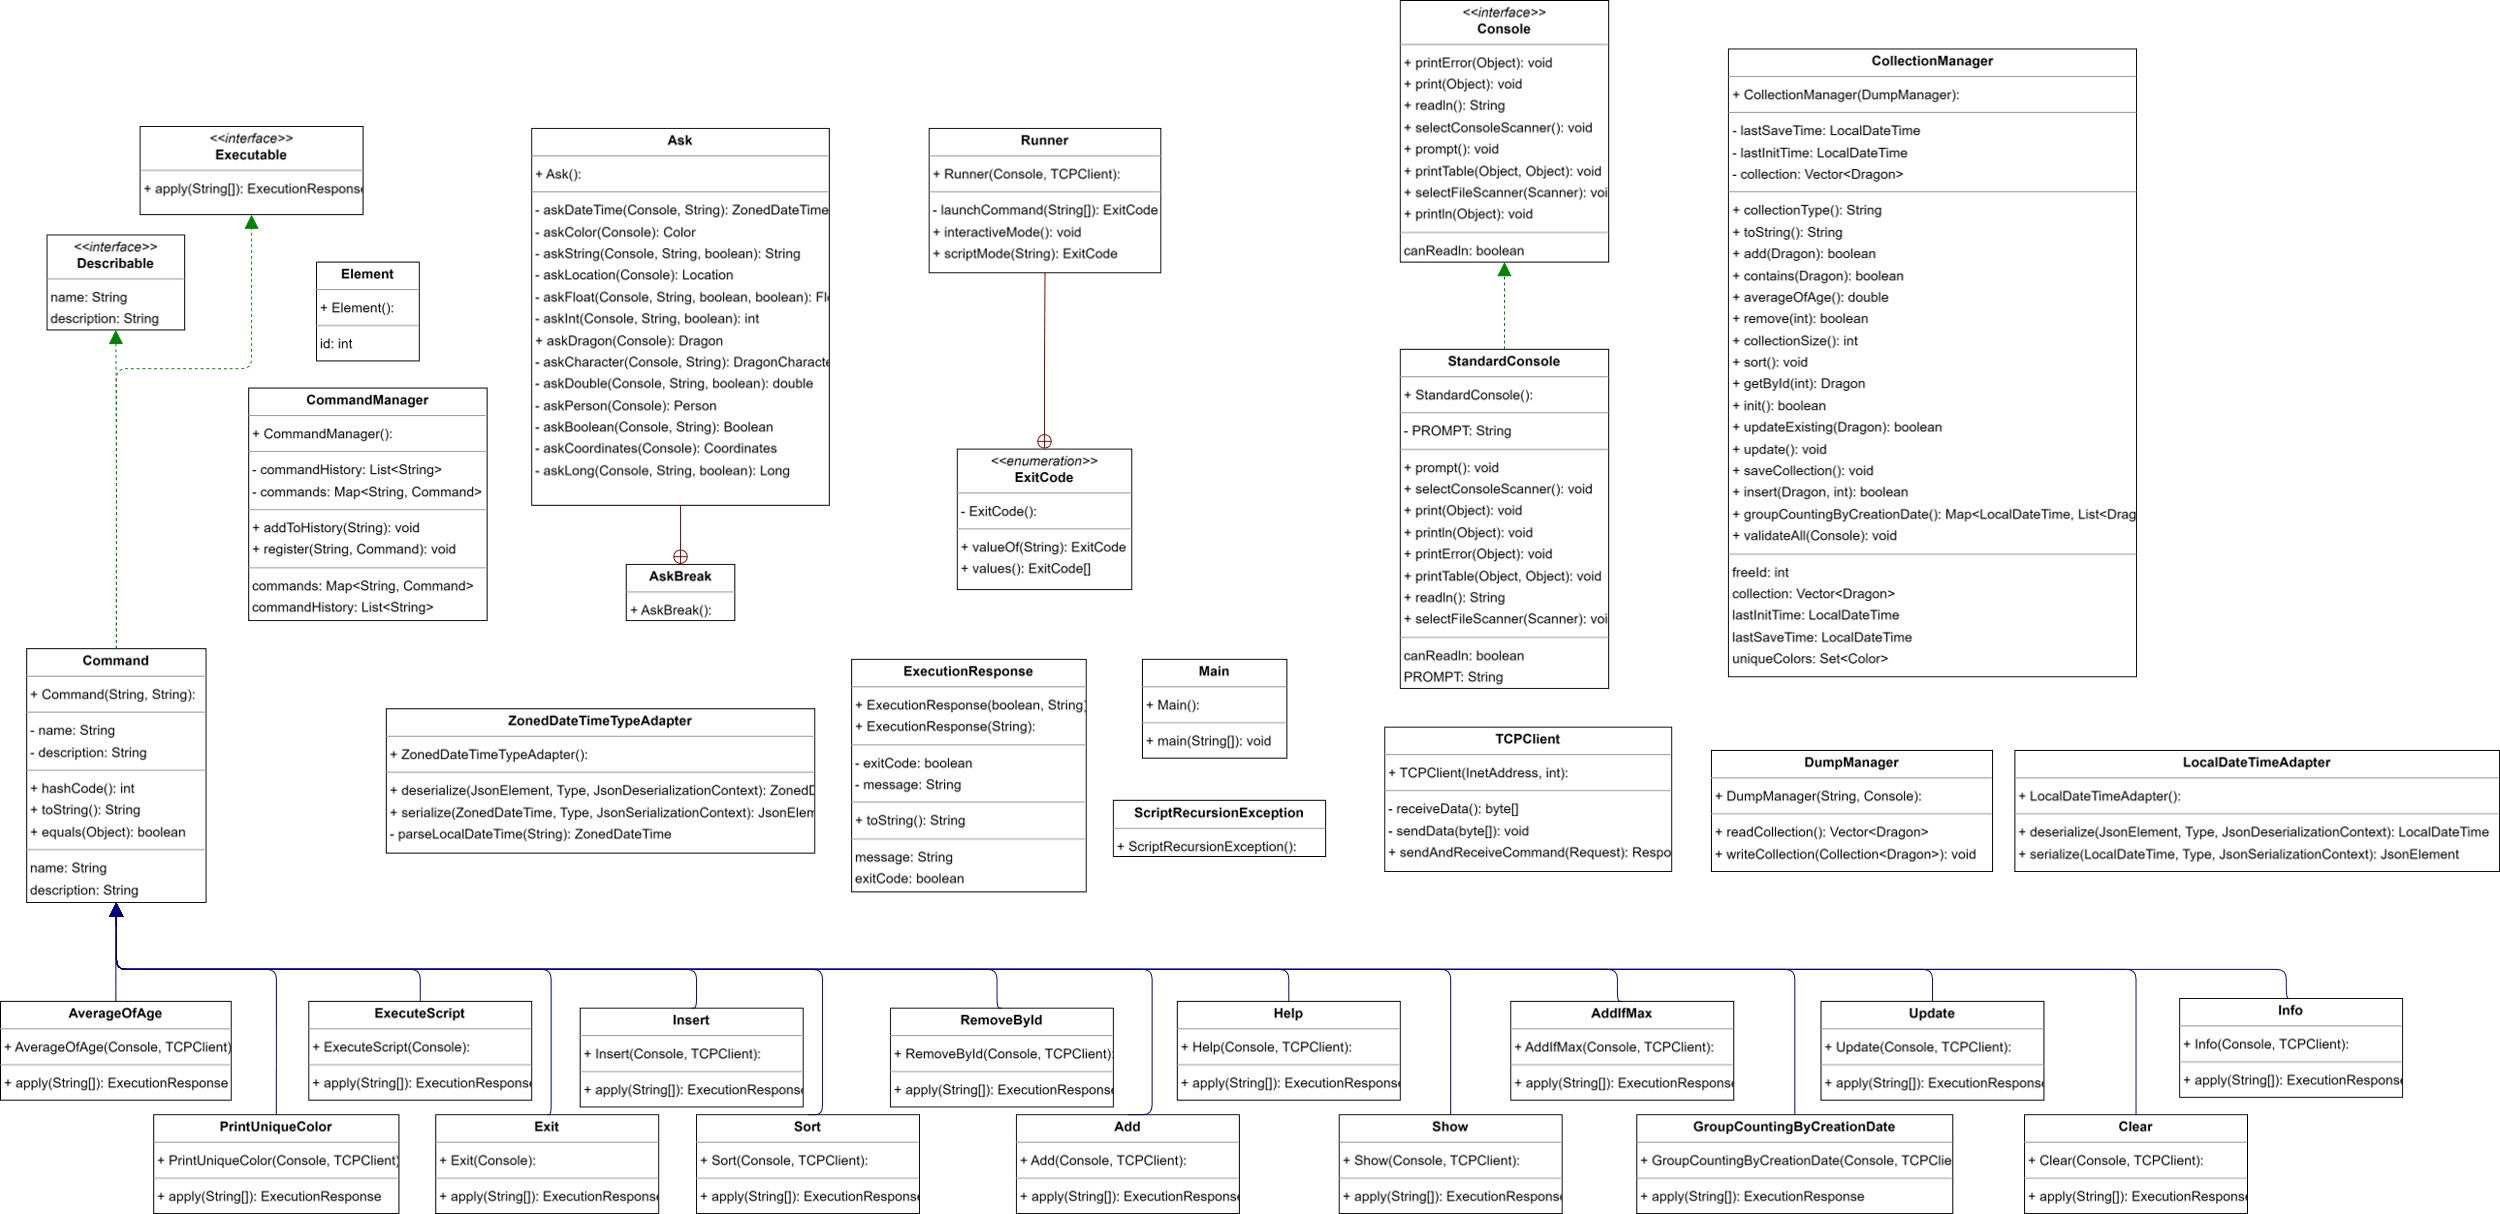 <<interface>>
Executable
+ apply(String[]): ExecutionResponse
<<interface>>
Describable
name: String
description: String
Element
+ Element():
id: int
CommandManager
+ CommandManager():
- commandHistory: List<String>
- commands: Map<String, Command>
+ addToHistory(String): void
+ register(String, Command): void
commands: Map<String, Command>
commandHistory: List<String>
Ask
+ Ask():
- askDateTime(Console, String): ZonedDateTime
- askColor(Console): Color
- askString(Console, String, boolean): String
- askLocation(Console): Location
- askFloat(Console, String, boolean, boolean): Fl
- askInt(Console, String, boolean): int
+ askDragon(Console): Dragon
- askCharacter(Console, String): DragonCharacte
- askDouble(Console, String, boolean): double
- askPerson(Console): Person
- askBoolean(Console, String): Boolean
- askCoordinates(Console): Coordinates
- askLong(Console, String, boolean): Long
AskBreak
+ AskBreak():
Runner
+ Runner(Console, TCPClient):
- launchCommand(String[]): ExitCode
+ interactiveMode(): void
+ scriptMode(String): ExitCode
<<enumeration>>
ExitCode
- ExitCode():
+ valueOf(String): ExitCode
+ values(): ExitCode[]
<<interface>>
Console
+ printError(Object): void
+ print(Object): void
+ readln(): String
+ selectConsoleScanner(): void
+ prompt(): void
+ printTable(Object, Object): void
+ selectFileScanner(Scanner): voi
+ println(Object): void
canReadln: boolean
StandardConsole
+ StandardConsole():
- PROMPT: String
+ prompt(): void
+ selectConsoleScanner(): void
+ print(Object): void
+ println(Object): void
+ printError(Object): void
+ printTable(Object, Object): void
+ readln(): String
+ selectFileScanner(Scanner): voi
canReadln: boolean
PROMPT: String
CollectionManager
+ CollectionManager(DumpManager):
- lastSaveTime: LocalDateTime
- lastInitTime: LocalDateTime
- collection: Vector<Dragon>
+ collectionType(): String
+ toString(): String
+ add(Dragon): boolean
+ contains(Dragon): boolean
+ averageOfAge(): double
+ remove(int): boolean
+ collectionSize(): int
+ sort(): void
+ getById(int): Dragon
+ init(): boolean
+ updateExisting(Dragon): boolean
+ update(): void
+ saveCollection(): void
+ insert(Dragon, int): boolean
+ groupCountingByCreationDate(): Map<LocalDateTime, List<Drag
+ validateAll(Console): void
freeId: int
collection: Vector<Dragon>
lastInitTime: LocalDateTime
lastSaveTime: LocalDateTime
uniqueColors: Set<Color>
Command
+ Command(String, String):
- name: String
- description: String
+ hashCode(): int
+ toString(): String
+ equals(Object): boolean
name: String
description: String
ZonedDateTimeTypeAdapter
+ ZonedDateTimeTypeAdapter():
+ deserialize(JsonElement, Type, JsonDeserializationContext): ZonedD
+ serialize(ZonedDateTime, Type, JsonSerializationContext): JsonElem
- parseLocalDateTime(String): ZonedDateTime
ExecutionResponse
+ ExecutionResponse(boolean, String)
+ ExecutionResponse(String):
- exitCode: boolean
- message: String
+ toString(): String
message: String
exitCode: boolean
Main
+ Main():
+ main(String[]): void
ScriptRecursionException
+ ScriptRecursionException():
TCPClient
+ TCPClient(InetAddress, int):
- receiveData(): byte[]
- sendData(byte[]): void
+ sendAndReceiveCommand(Request): Respo
DumpManager
+ DumpManager(String, Console):
+ readCollection(): Vector<Dragon>
+ writeCollection(Collection<Dragon>): void
LocalDateTimeAdapter
+ LocalDateTimeAdapter():
+ deserialize(JsonElement, Type, JsonDeserializationContext): LocalDateTime
+ serialize(LocalDateTime, Type, JsonSerializationContext): JsonElement
AverageOfAge
+ AverageOfAge(Console, TCPClient)
+ apply(String[]): ExecutionResponse
ExecuteScript
+ ExecuteScript(Console):
+ apply(String[]): ExecutionResponse
Insert
+ Insert(Console, TCPClient):
+ apply(String[]): ExecutionResponse
RemoveById
+ RemoveById(Console, TCPClient):
+ apply(String[]): ExecutionResponse
Help
+ Help(Console, TCPClient):
+ apply(String[]): ExecutionResponse
AddIfMax
+ AddIfMax(Console, TCPClient):
+ apply(String[]): ExecutionResponse
Update
+ Update(Console, TCPClient):
+ apply(String[]): ExecutionResponse
Info
+ Info(Console, TCPClient):
+ apply(String[]): ExecutionResponse
PrintUniqueColor
+ PrintUniqueColor(Console, TCPClient)
+ apply(String[]): ExecutionResponse
Exit
+ Exit(Console):
+ apply(String[]): ExecutionResponse
Sort
+ Sort(Console, TCPClient):
+ apply(String[]): ExecutionResponse
Add
+ Add(Console, TCPClient):
+ apply(String[]): ExecutionResponse
Show
+ Show(Console, TCPClient):
+ apply(String[]): ExecutionResponse
GroupCountingByCreationDate
+ GroupCountingByCreationDate(Console, TCPClie
+ apply(String[]): ExecutionResponse
Clear
+ Clear(Console, TCPClient):
+ apply(String[]): ExecutionResponse